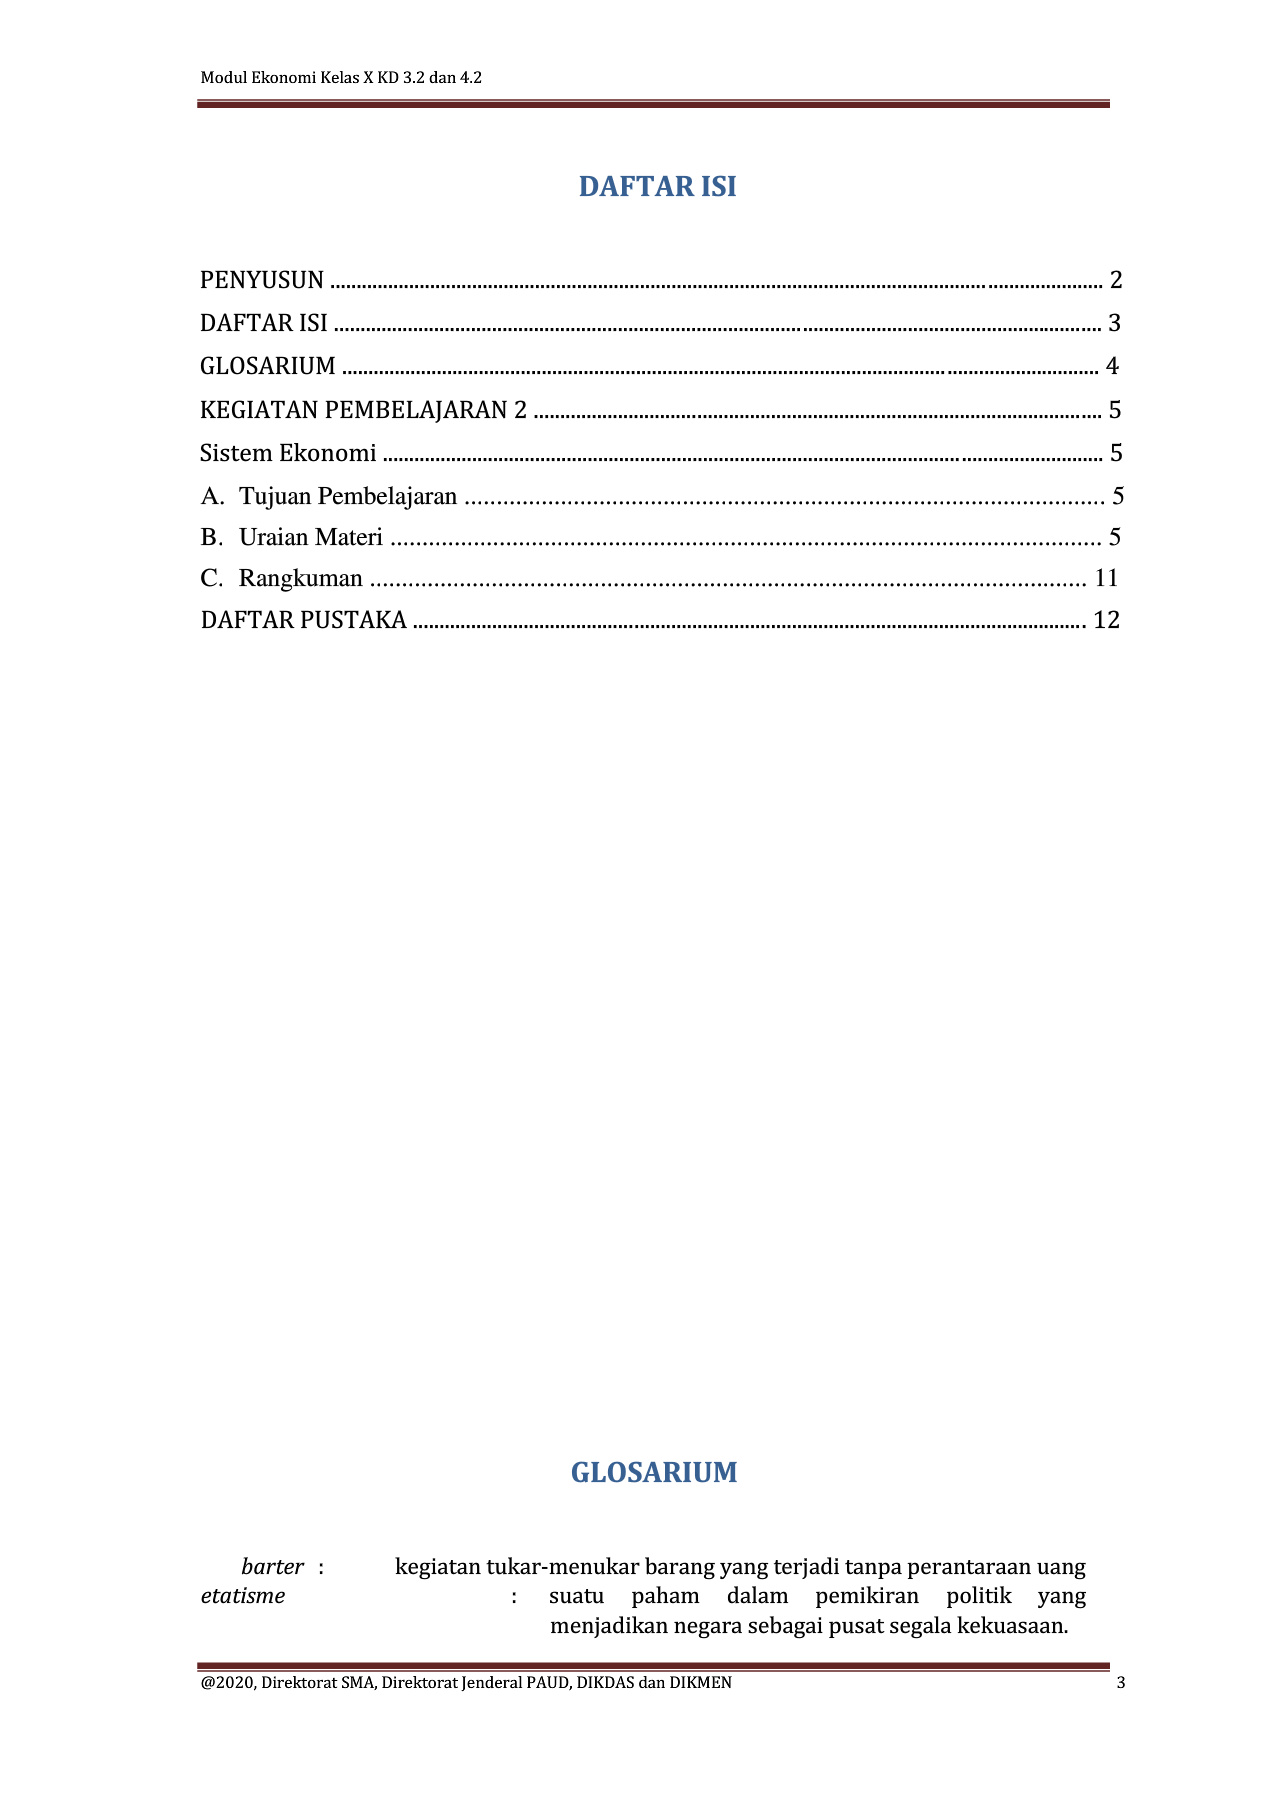 Modul Ekonomi Kelas X KD 3.2 dan 4.2
DAFTAR ISI
PENYUSUN ........................................................................................................ 2
DAFTAR ISI ........................................................................................................ 3
GLOSARIUM ........................................................................................................ 4
KEGIATAN PEMBELAJARAN 2 ........................................................................................ 5
Sistem Ekonomi ........................................................................................................ 5
A. Tujuan Pembelajaran ........................................................................................ 5
B. Uraian Materi ........................................................................................................ 5
C. Rangkuman ........................................................................................................ 11
DAFTAR PUSTAKA ........................................................................................................ 12
GLOSARIUM
barter : kegiatan tukar-menukar barang yang terjadi tanpa perantaraan uang
etatisme : suatu paham dalam pemikiran politik yang
menjadikan negara sebagai pusat segala kekuasaan.
@2020, Direktorat SMA, Direktorat Jenderal PAUD, DIKDAS dan DIKMEN 3